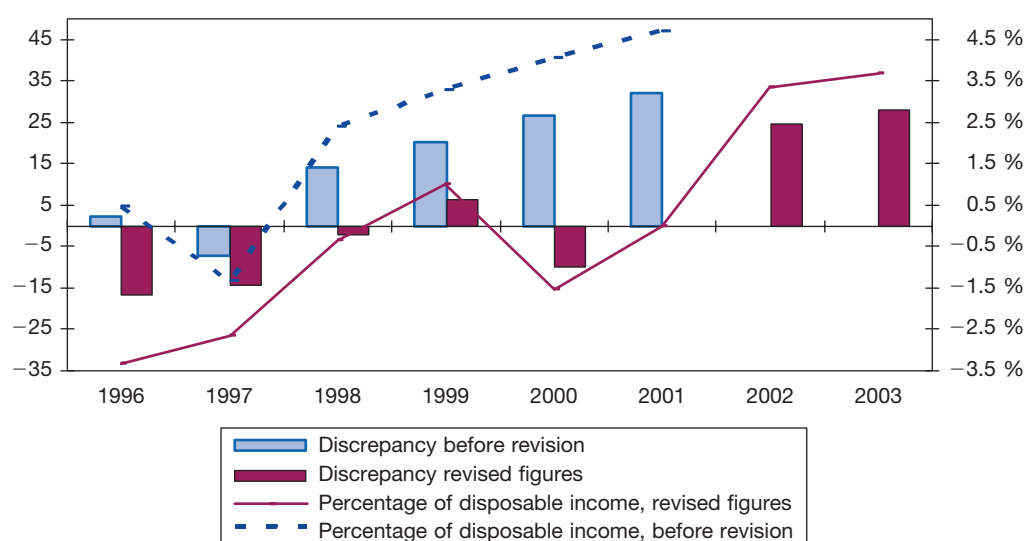 45 4.5 %
35 3.5 %
25 2.5 %
15 1.5 %
5 0.5 %
−5 −0.5 %
−15 −1.5 %
−25 −2.5 %
−35 −3.5 %
1996 1997 1998 1999 2000 2001 2002 2003
Discrepancy before revision
Discrepancy revised figures
Percentage of disposable income, revised figures
Percentage of disposable income, before revision